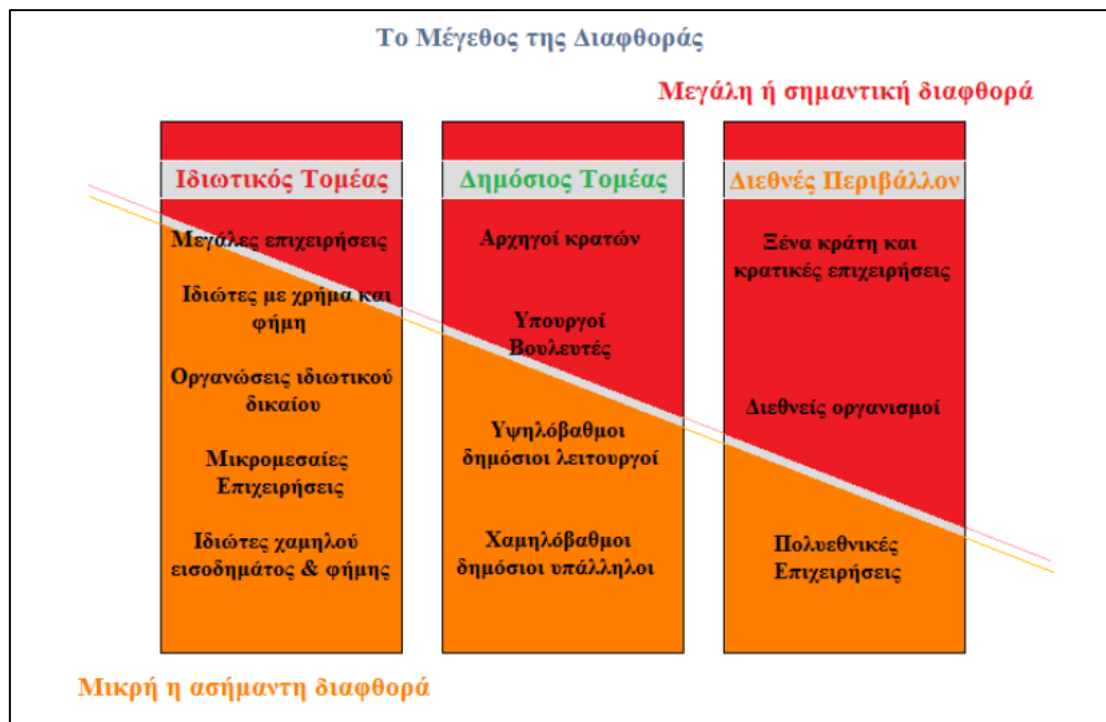 Το Μέγεθος της Διαφθοράς
Μεγάλη ή σημαντική διαφθορά
Ιδιωτικός Τομέας
Μεγάλες επιχειρήσεις
Ιδιώτες με χρήμα και
φήμη
Οργανώσεις ιδιωτικού
δικαίου
Μικρομεσαίες
Επιχειρήσεις
Ιδιώτες χαμηλού
εισοδημάτος & φήμης
Δημόσιος Τομέας
Αρχηγοί κρατών
Υπουργοί
Βουλευτές
Υψηλόβαθμοι
δημόσιοι λειτουργοί
Χαμηλόβαθμοι
δημόσιοι υπάλληλοι
Διεθνές Περιβάλλον
Ξένα κράτη και
κρατικές επιχειρήσεις
Διεθνείς οργανισμοί
Πολυεθνικές
Επιχειρήσεις
Μικρή η ασήμαντη διαφθορά